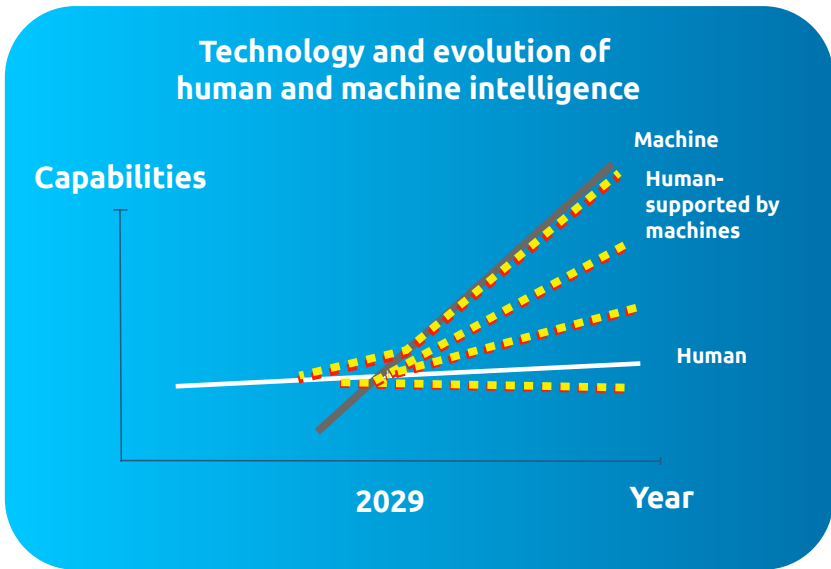 Technology and evolution of
human and machine intelligence
Machine
Capabilities
Human-
supported by
machines
Human
2029
Year